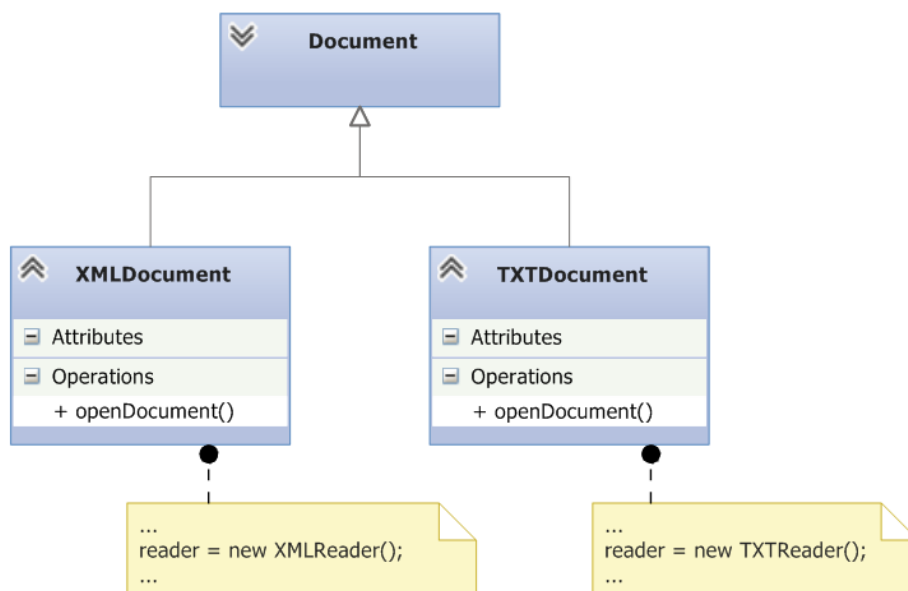 Document
XMLDocument
Attributes
Operations
+ openDocument()
TXTDocument
Attributes
Operations
+ openDocument()
...
reader = new XMLReader();
...
...
reader = new TXTReader();
...